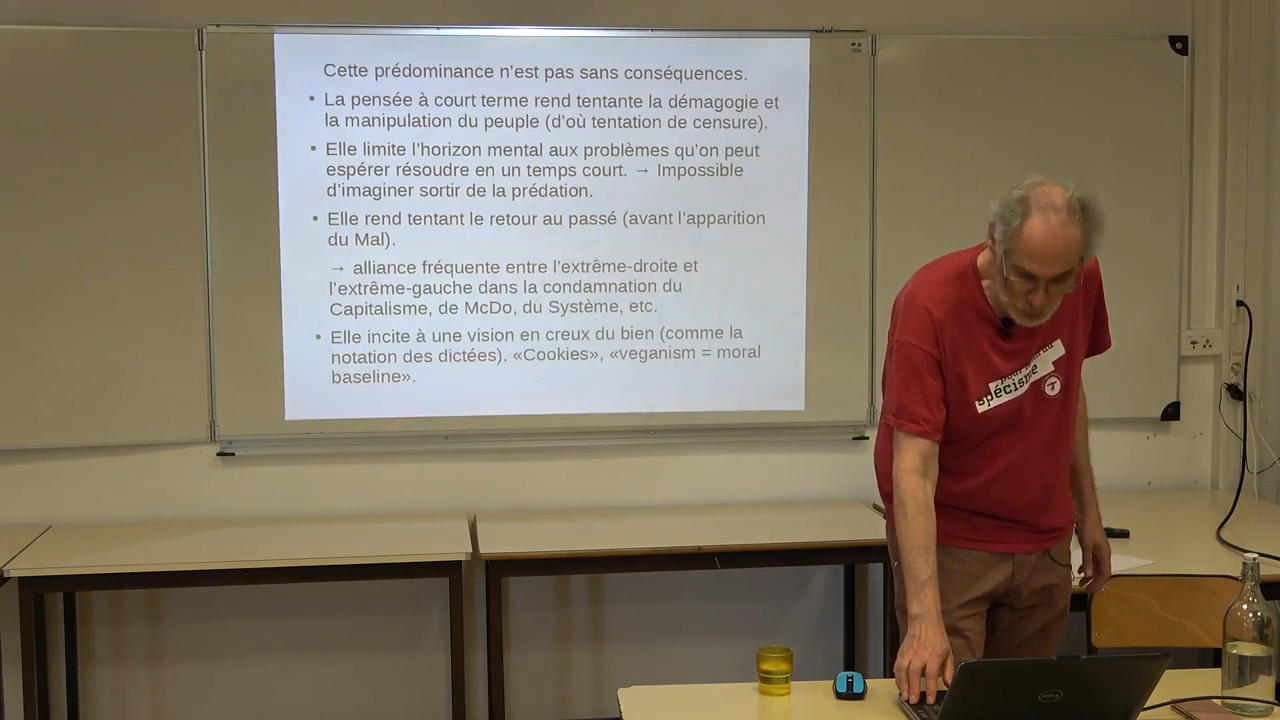 Cette prédominance n'est pas sans conséquences.
• La pensée à court terme rend tentante la démagogie et
la manipulation du peuple (d'où tentation de censure).
• Elle limite l'horizon mental aux problèmes qu'on peut
espérer résoudre en un temps court. → Impossible
d'imaginer sortir de la prédation.
• Elle rend tentant le retour au passé (avant l'apparition
du Mal).
→ alliance fréquente entre l'extrême-droite et
l'extrême-gauche dans la condamnation du
Capitalisme, de McDo, du Système, etc.
• Elle incite à une vision en creux du bien (comme la
notation des dictées). «Cookies», «veganism = moral
baseline».
spécisme
DELL